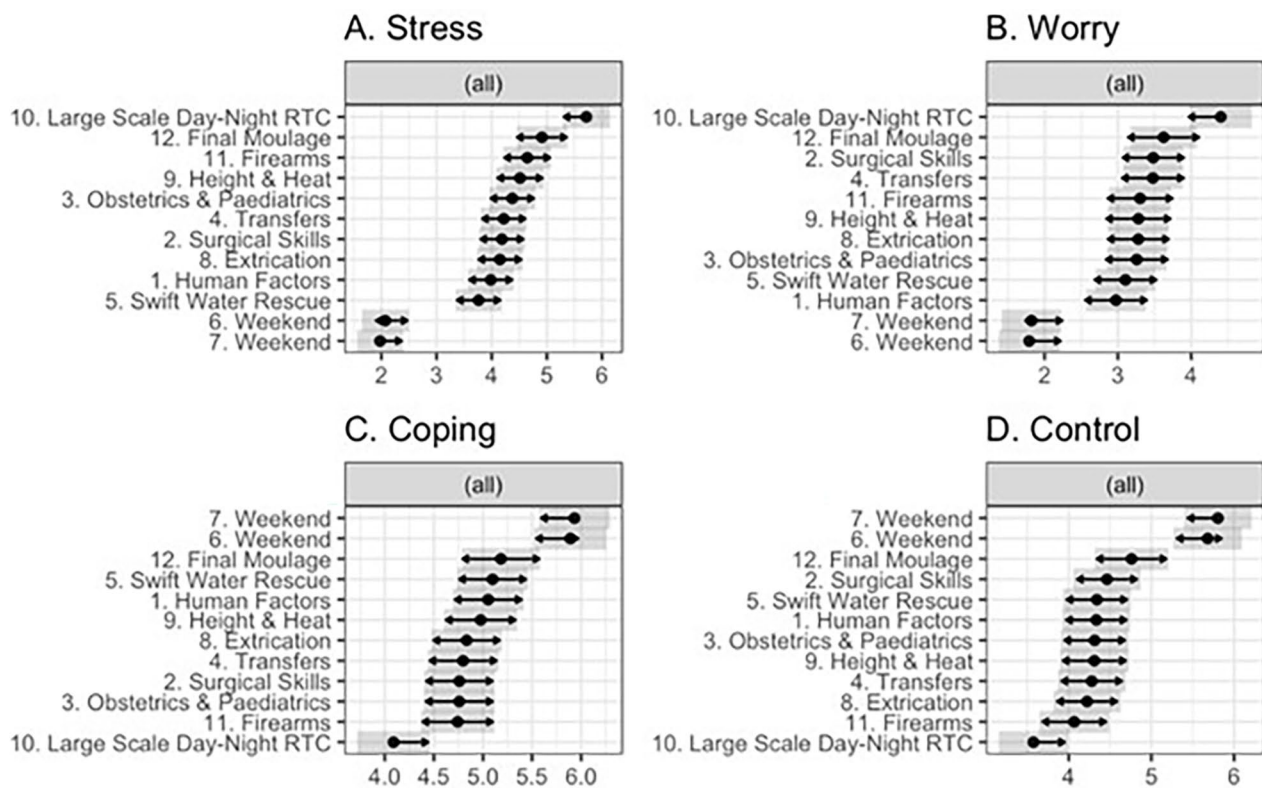 A. Stress
(all)
10. Large Scale Day-Night RTC
12. Final Moulage
11. Firearms
9. Height & Heat
3. Obstetrics & Paediatrics
4. Transfers
2. Surgical Skills
8. Extrication
1. Human Factors
5. Swift Water Rescue
6. Weekend
7. Weekend
2 3 4 5 6
B. Worry
(all)
10. Large Scale Day-Night RTC
12. Final Moulage
2. Surgical Skills
4. Transfers
11. Firearms
9. Height & Heat
8. Extrication
3. Obstetrics & Paediatrics
5. Swift Water Rescue
1. Human Factors
7. Weekend
6. Weekend
2 3 4
C. Coping
(all)
7. Weekend
6. Weekend
12. Final Moulage
5. Swift Water Rescue
1. Human Factors
9. Height & Heat
8. Extrication
4. Transfers
2. Surgical Skills
3. Obstetrics & Paediatrics
11. Firearms
10. Large Scale Day-Night RTC
4.0 4.5 5.0 5.5 6.0
D. Control
(all)
7. Weekend
6. Weekend
12. Final Moulage
2. Surgical Skills
5. Swift Water Rescue
1. Human Factors
3. Obstetrics & Paediatrics
9. Height & Heat
4. Transfers
8. Extrication
11. Firearms
10. Large Scale Day-Night RTC
4 5 6